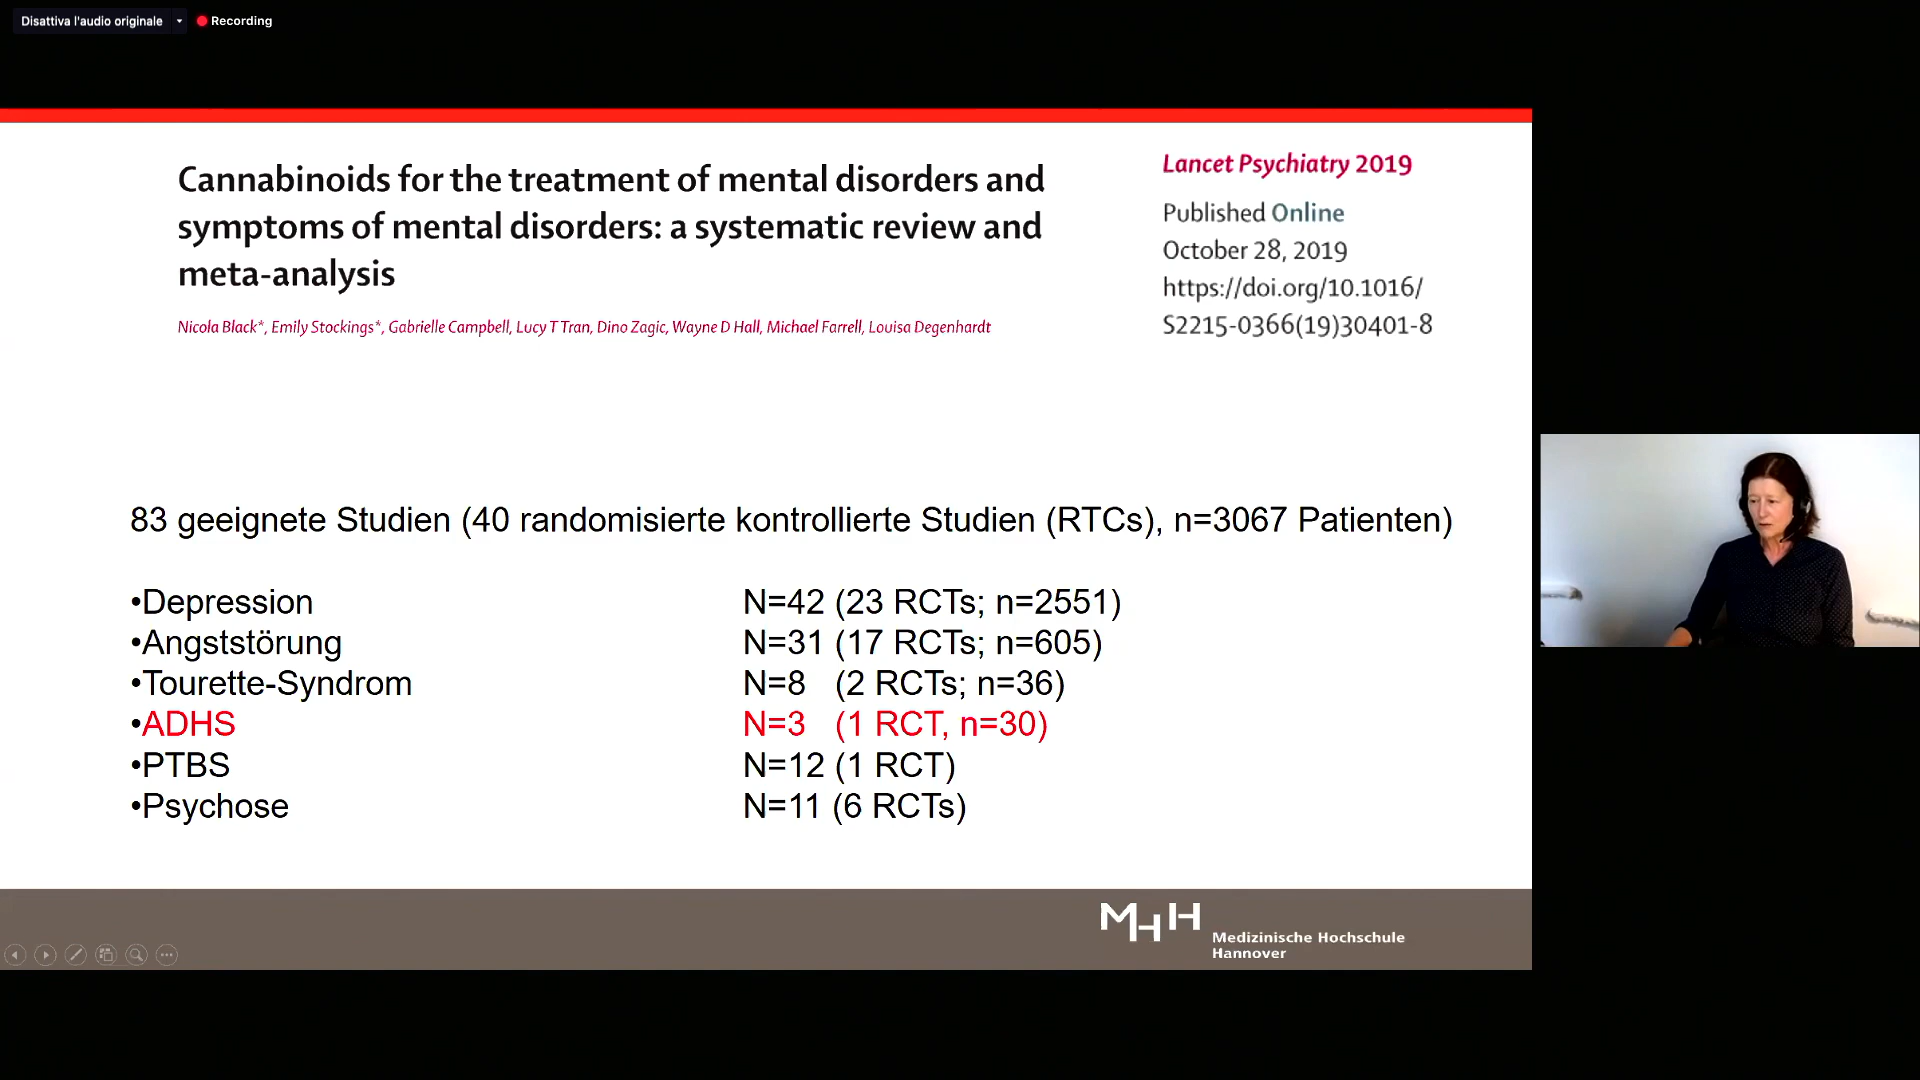 Disattiva l'audio originale
Recording
Cannabinoids for the treatment of mental disorders and
symptoms of mental disorders: a systematic review and
meta-analysis
Nicola Black*, Emily Stockings*, Gabrielle Campbell, Lucy T Tran, Dino Zagic, Wayne D Hall, Michael Farrell, Louisa Degenhardt
Lancet Psychiatry 2019
Published Online
October 28, 2019
https://doi.org/10.1016/
S2215-0366(19)30401-8
83 geeignete Studien (40 randomisierte kontrollierte Studien (RTCs), n=3067 Patienten)
•Depression N=42 (23 RCTs; n=2551)
•Angststörung N=31 (17 RCTs; n=605)
•Tourette-Syndrom N=8 (2 RCTs; n=36)
•ADHS N=3 (1 RCT, n=30)
•PTBS N=12 (1 RCT)
•Psychose N=11 (6 RCTs)
MHH
Medizinische Hochschule
Hannover